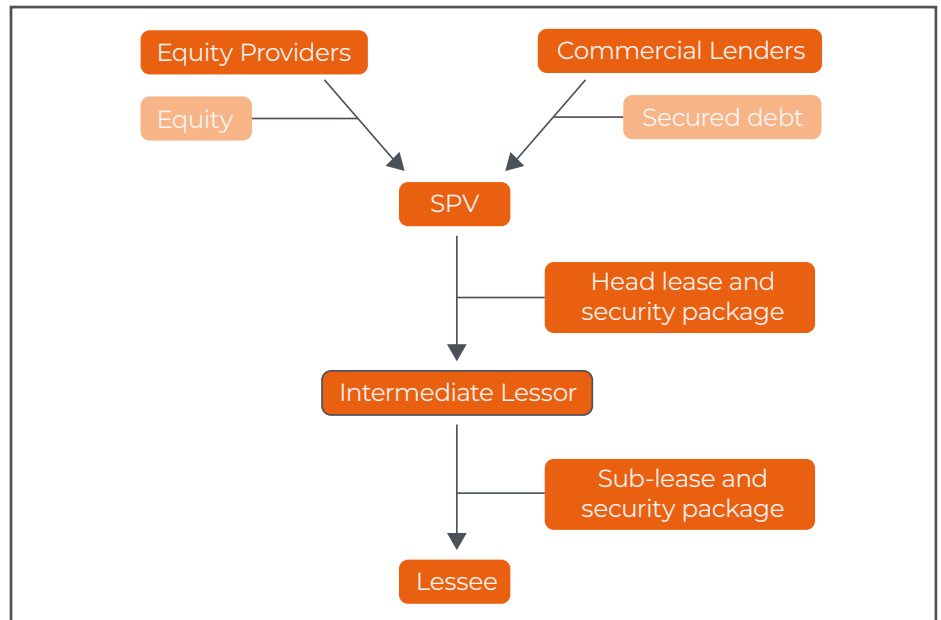 Equity Providers
Commercial Lenders
Equity
Secured debt
SPV
Head lease and
security package
Intermediate Lessor
Sub-lease and
security package
Lessee